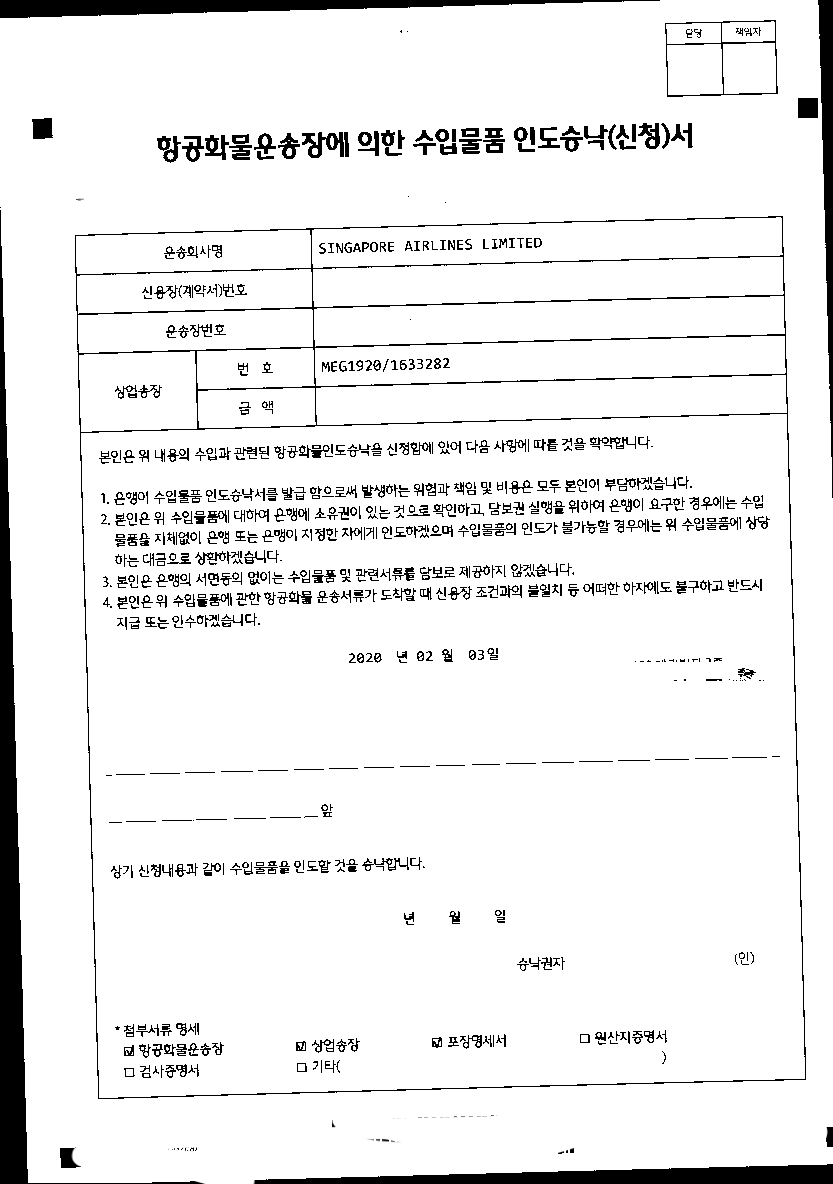 담당 책임자
항공화물운송장에 의한 수입물품 인도승낙(신청)서
운송회사명 SINGAPORE AIRLINES LIMITED
신용장(계약서)번호
운송장번호
상업송장
번 호 MEG1920/1633282
금 액
본인은 위 내용의 수입과 관련된 항공화물인도승낙을 신청함에 있어 다음 사항에 따를 것을 확약합니다.
1. 은행이 수입물품 인도승낙서를 발급 함으로써 발생하는 위험과 책임 및 비용은 모두 본인이 부담하겠습니다.
2. 본인은 위 수입물품에 대하여 은행에 소유권이 있는 것으로 확인하고, 담보권 실행을 위하여 은행이 요구한 경우에는 수입
물품을 지체없이 은행 또는 은행이 지정한 자에게 인도하겠으며 수입물품의 인도가 불가능할 경우에는 위 수입물품에 상당
하는 대금으로 상환하겠습니다.
3. 본인은 은행의 서면동의 없이는 수입물품 및 관련서류를 담보로 제공하지 않겠습니다.
4. 본인은 위 수입물품에 관한 항공화물 운송서류가 도착할 때 신용장 조건과의 불일치 등 어떠한 하자에도 불구하고 반드시
지급 또는 인수하겠습니다.
2020 년 02 월 03일
앞
상기 신청내용과 같이 수입물품을 인도할 것을 승낙합니다.
년 월 일
승낙권자 (인)
* 첨부서류 명세
☑ 항공화물운송장 ☑ 상업송장 ☑ 포장명세서 □ 원산지증명서
□ 검사증명서 □ 기타( )